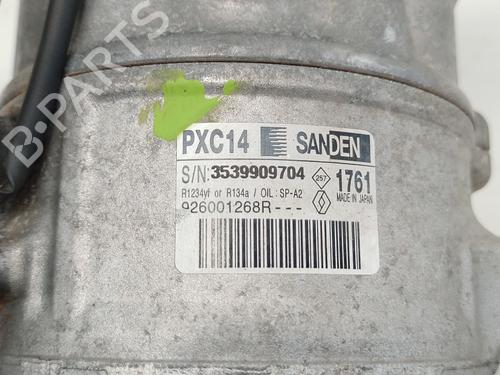 B-PARTS
PXC14 SANDEN
S/N:3539909704 257 1761
R1234yf or R134a / OIL : SP-A2 MADE IN JAPAN
926001268R---